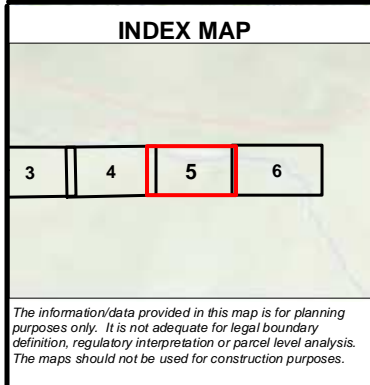 INDEX MAP
3 4 5 6
The information/data provided in this map is for planning
purposes only. It is not adequate for legal boundary
definition, regulatory interpretation or parcel level analysis.
The maps should not be used for construction purposes.